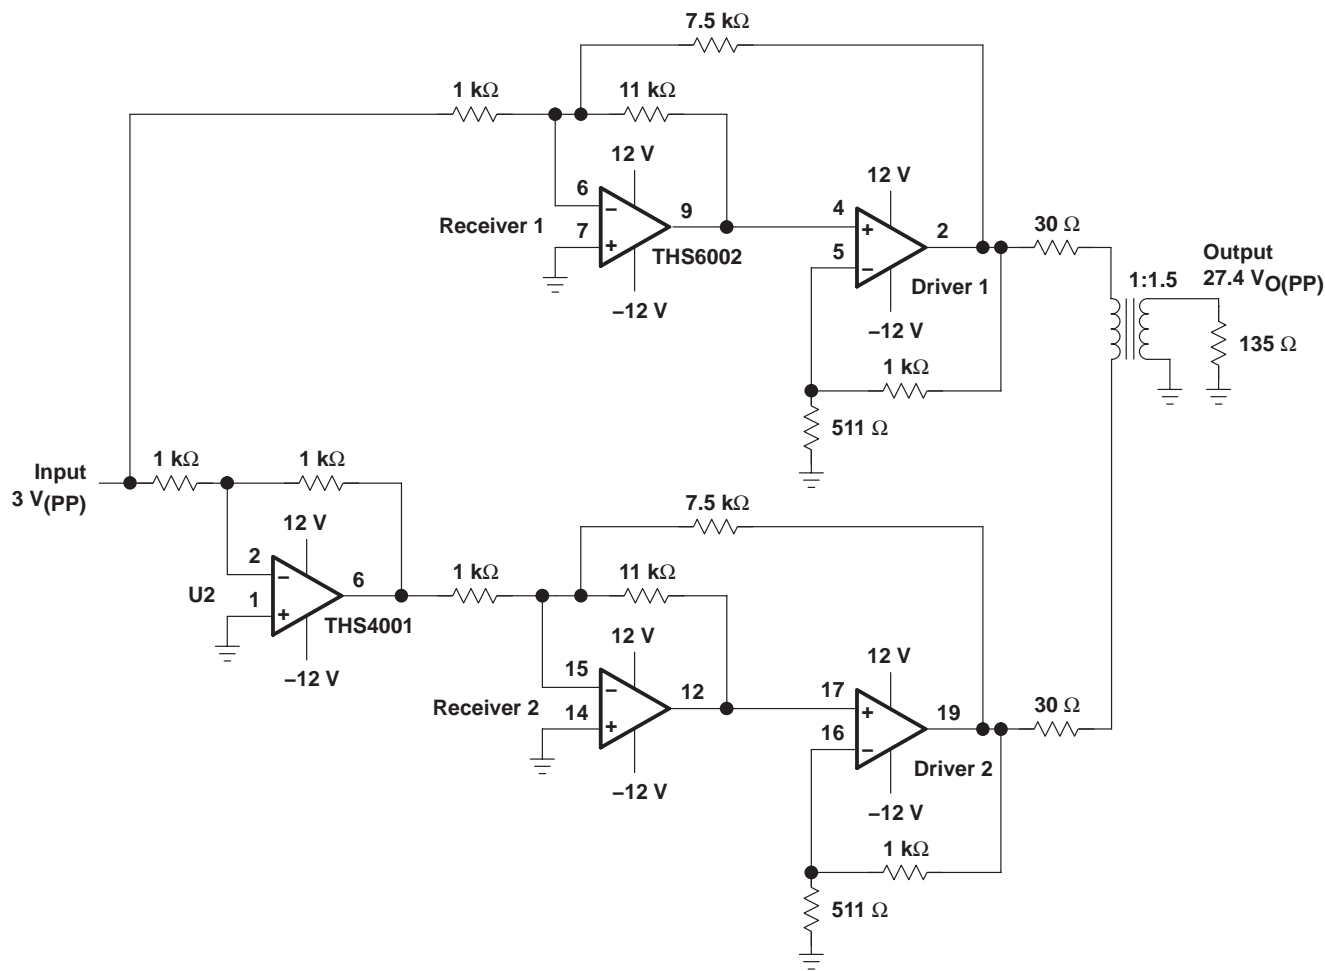 7.5 kΩ
1 kΩ
11 kΩ
12 V
6
–
7
+
9
Receiver 1
THS6002
–12 V
12 V
4
+
5
–
2
Driver 1
–12 V
30 Ω
1:1.5
Output
27.4 VO(PP)
135 Ω
1 kΩ
511 Ω
Input
3 V(PP)
1 kΩ
1 kΩ
12 V
2
–
U2
1
+
6
THS4001
–12 V
7.5 kΩ
1 kΩ
11 kΩ
12 V
15
–
14
+
12
Receiver 2
–12 V
12 V
17
+
16
–
19
Driver 2
–12 V
30 Ω
1 kΩ
511 Ω